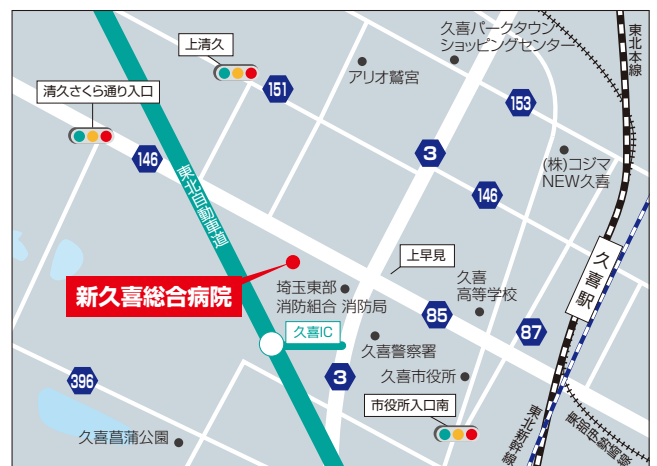 上清久
久喜パークタウン
ショッピングセンター
東北本線
アリオ鷲宮
清久さくら通り入口
151
153
3
146
(株)コジマ
NEW久喜
146
東北自動車道
上早見
久喜駅
新久喜総合病院
埼玉東部
消防組合 消防局
久喜
高等学校
85
87
久喜IC
久喜警察署
396
3
久喜市役所
市役所入口南
久喜菖蒲公園
東北新幹線
東武伊勢崎線